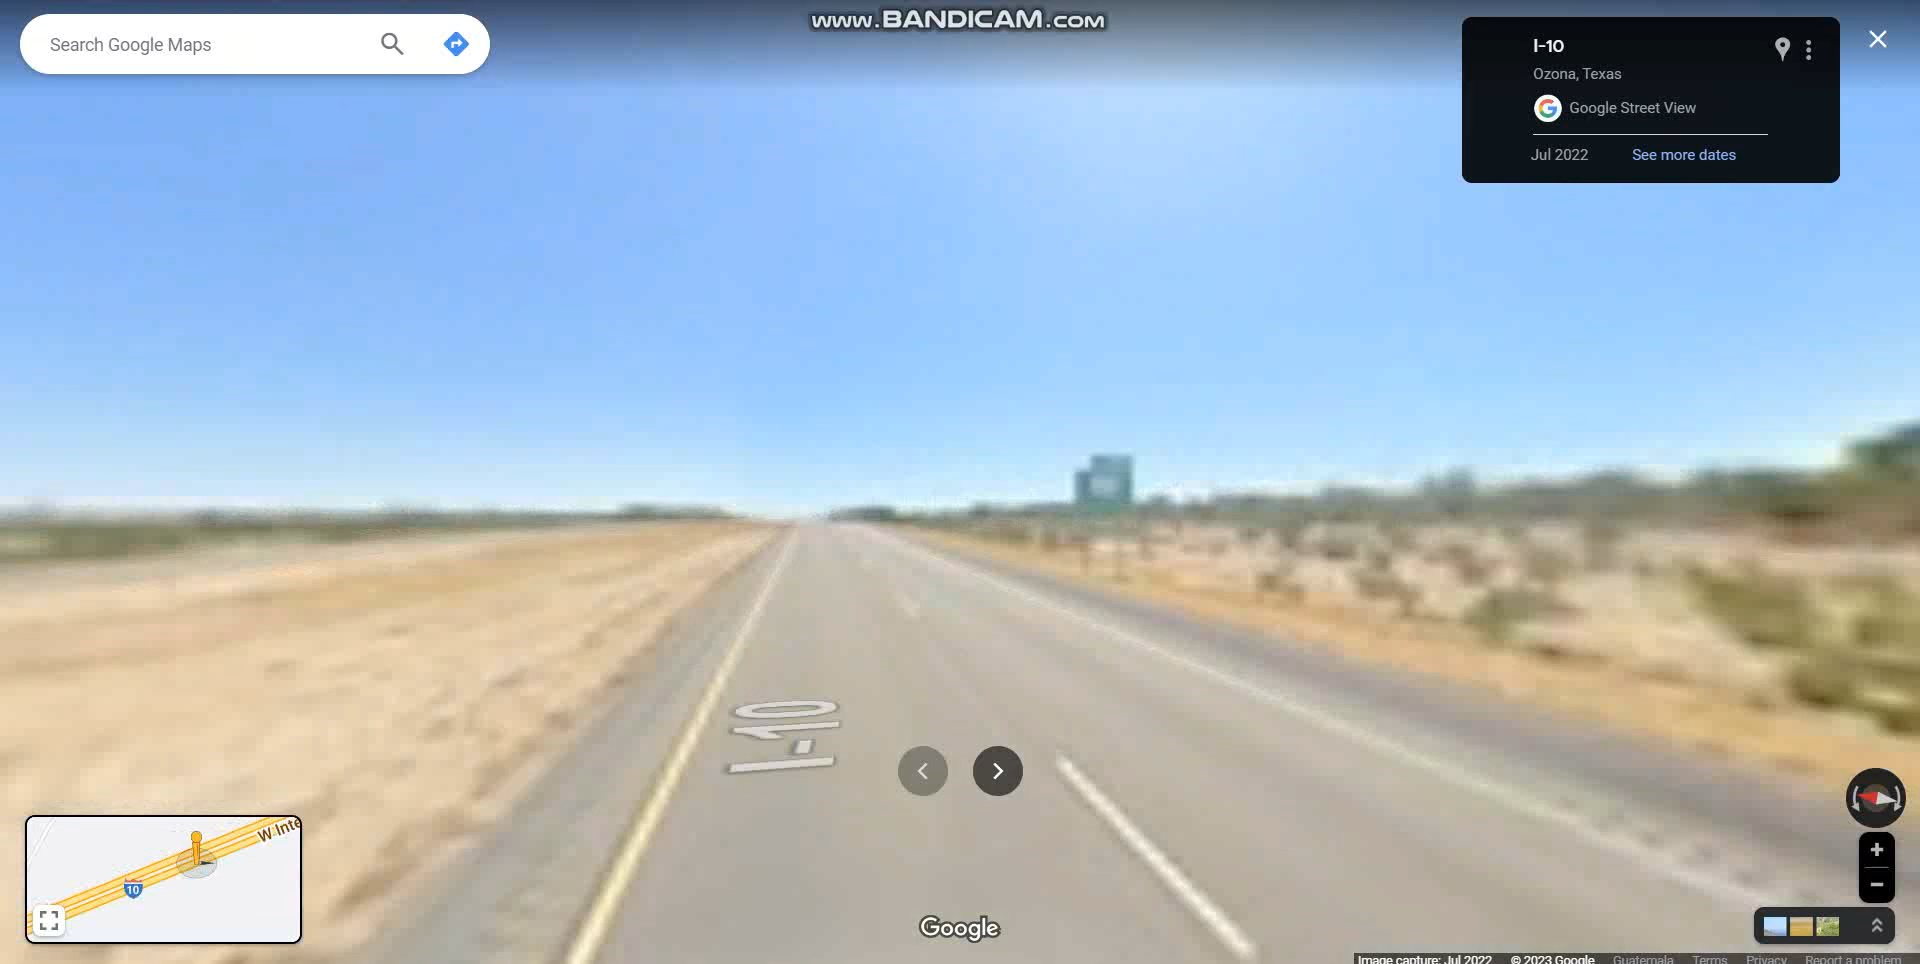 www.BANDICAM.com
Search Google Maps
I-10
Ozona, Texas
Google Street View
Jul 2022
See more dates
I-10
W Inte
10
Google
Image capture: Jul 2022 © 2023 Google Guatemala Terms Privacy Report a problem